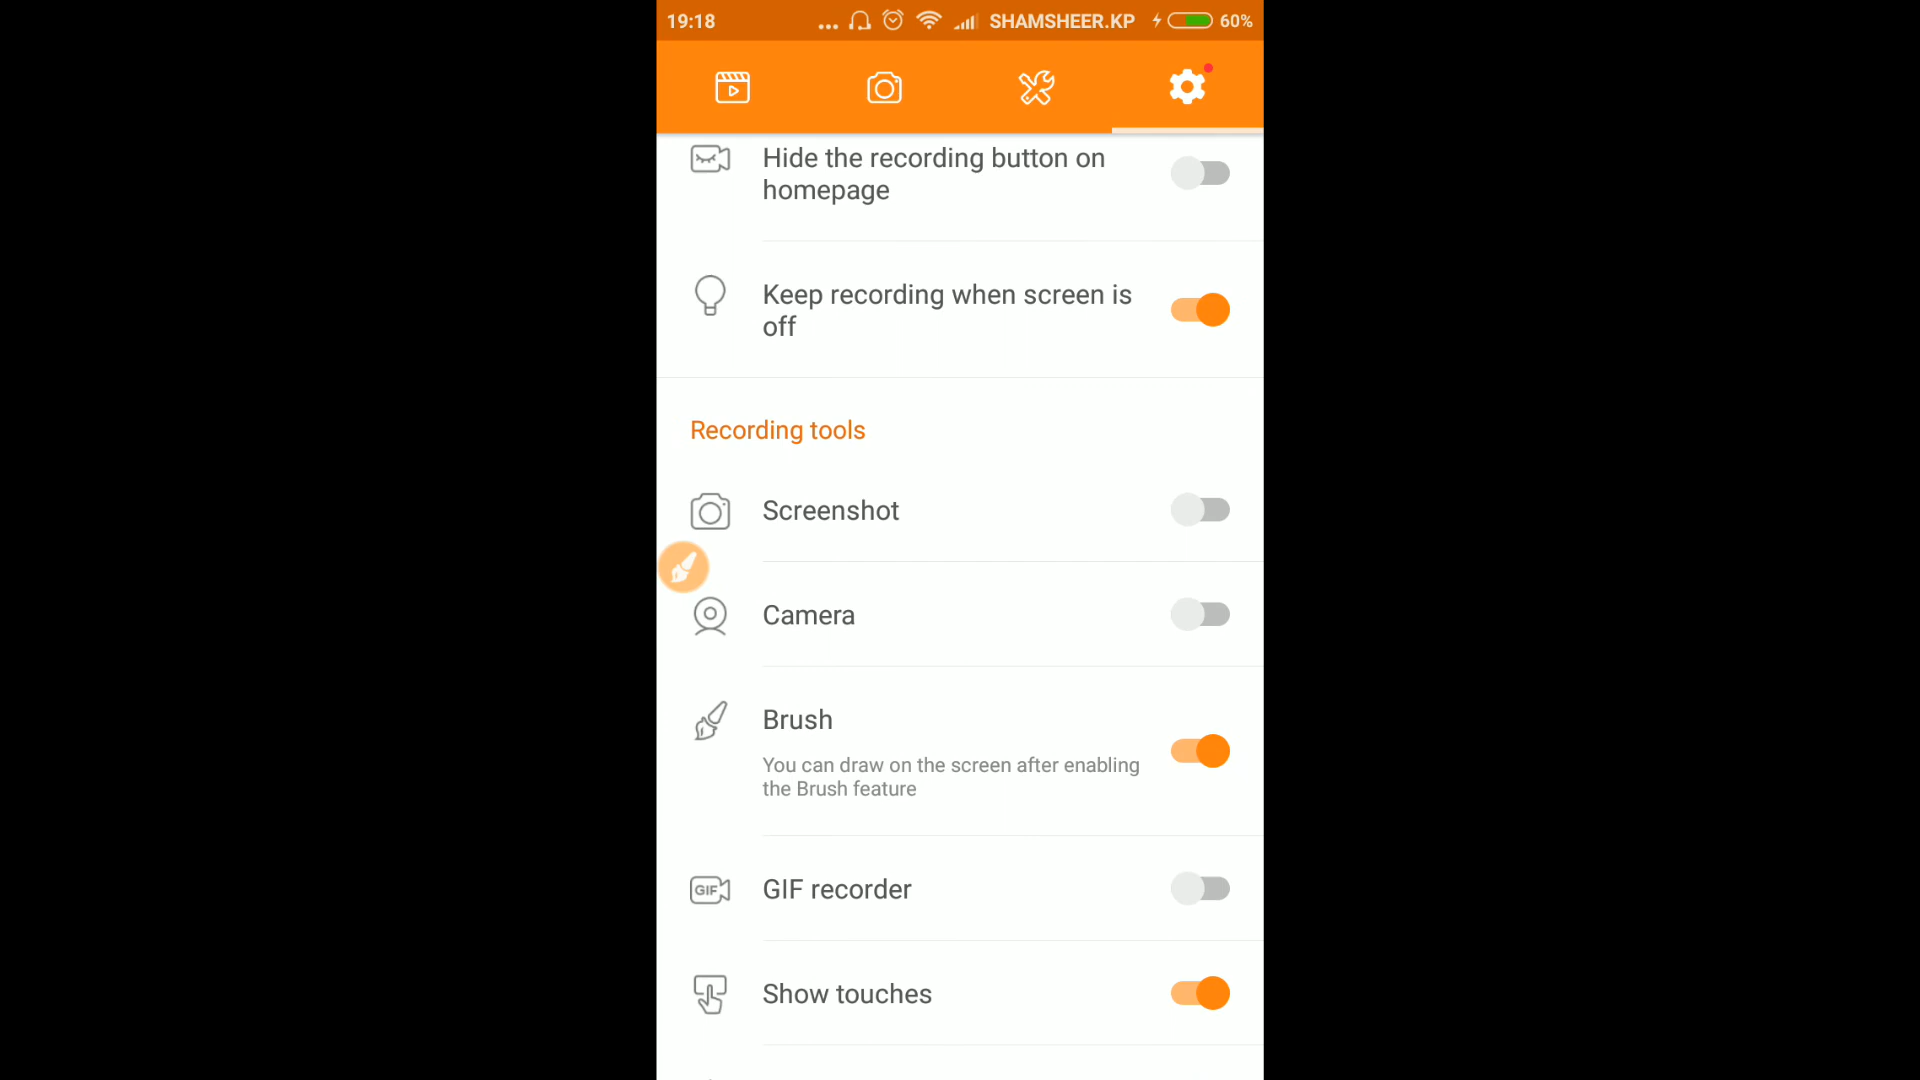 19:18 ... SHAMSHEER.KP 60%
Hide the recording button on
homepage
Keep recording when screen is
off
Recording tools
Screenshot
Camera
Brush
You can draw on the screen after enabling
the Brush feature
GIF GIF recorder
Show touches